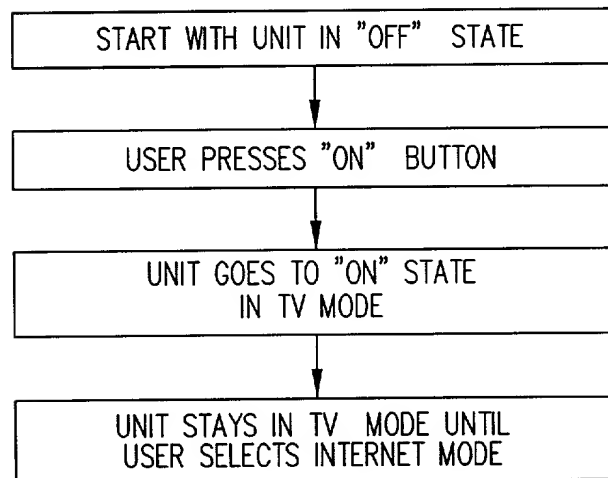 START WITH UNIT IN "OFF" STATE
USER PRESSES "ON" BUTTON
UNIT GOES TO "ON" STATE
IN TV MODE
UNIT STAYS IN TV MODE UNTIL
USER SELECTS INTERNET MODE